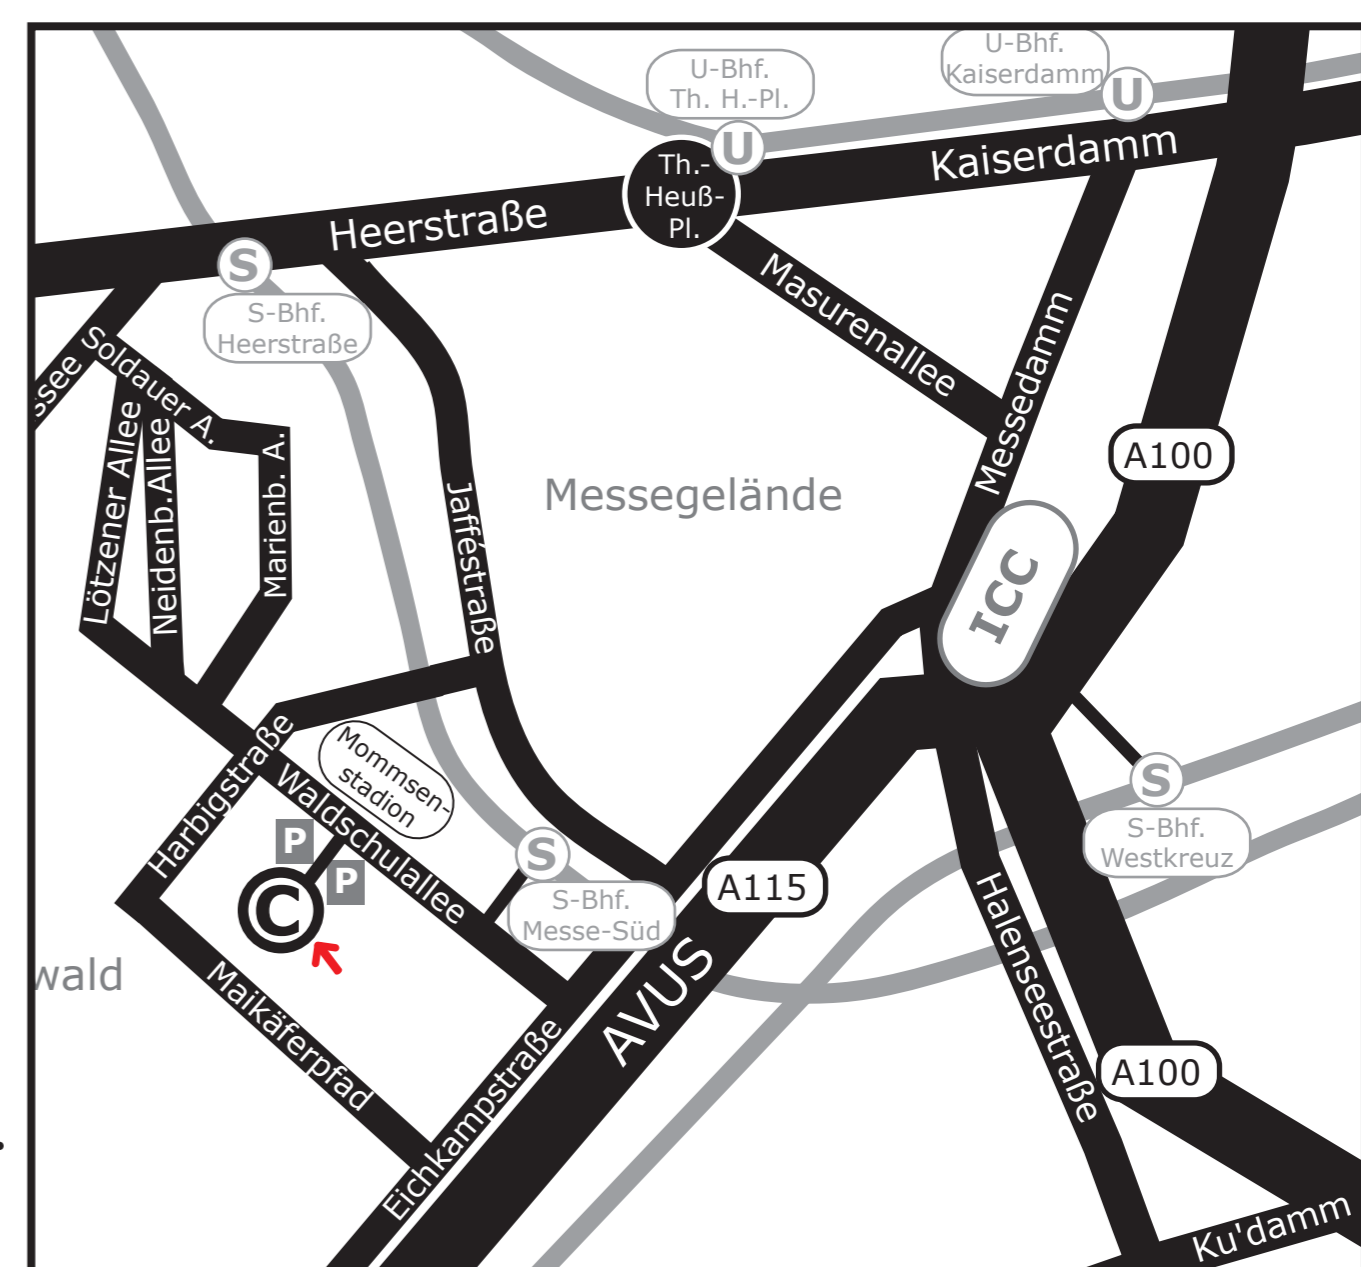 U-Bhf.
Kaiserdamm
U
U-Bhf.
Th. H.-Pl.
U
Th.-
Heuß-
Pl.
Kaiserdamm
Heerstraße
S
S-Bhf.
Heerstraße
Masurenallee
Messedamm
ssee
Soldauer A.
Lötzener Allee
Neidenb.Allee
Marienb. A.
Jafféstraße
Messegelände
A100
ICC
Mommsen-
stadion
Harbigstraße
Waldschulallee
P
P
C
S
S-Bhf.
Messe-Süd
A115
AVUS
S
S-Bhf.
Westkreuz
Halenseestraße
wald
Maikäferpfad
Eichkampstraße
A100
Ku'damm